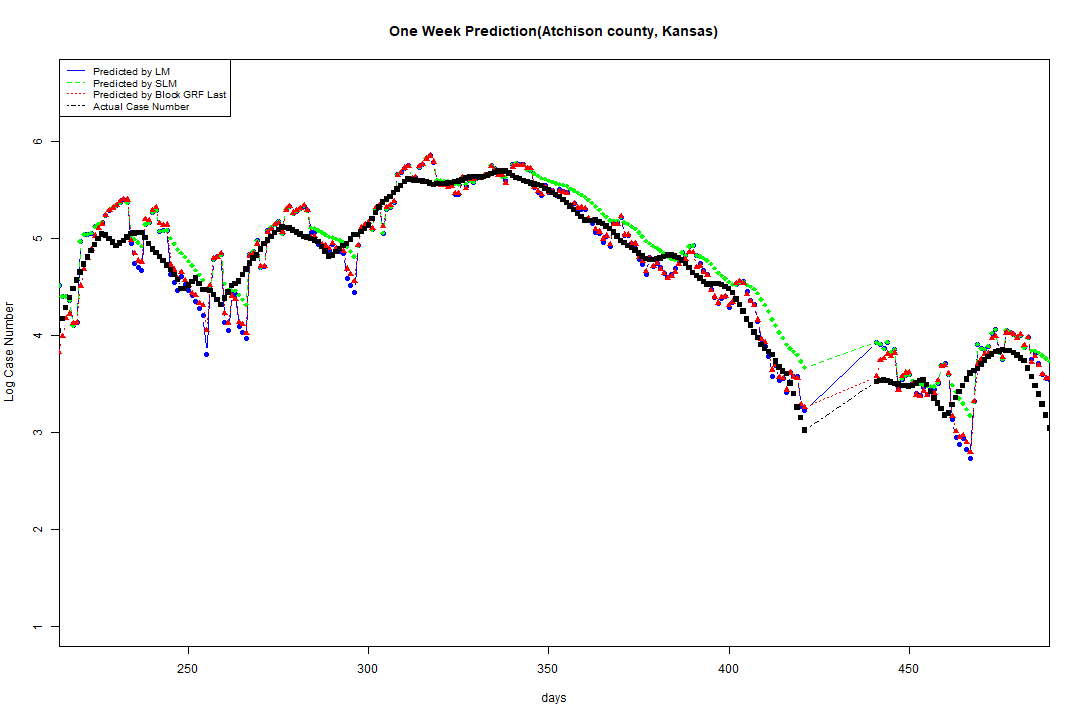 One Week Prediction(Atchison county, Kansas)
Predicted by LM
Predicted by SLM
Predicted by Block GRF Last
Actual Case Number
Log Case Number
6
5
4
3
2
1
250 300 350 400 450
days